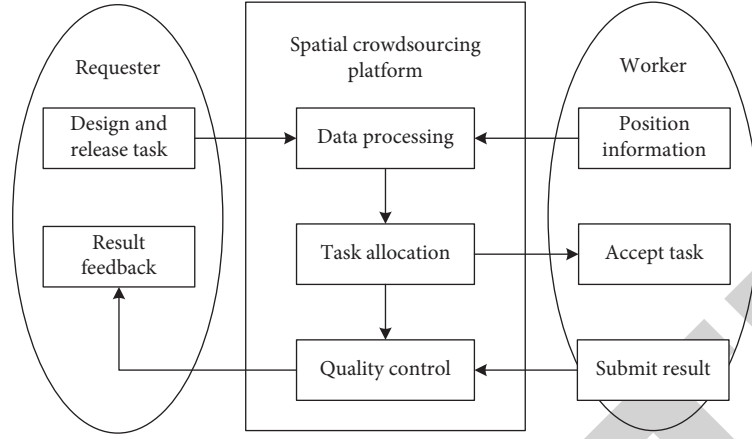 Requester
Design and
release task
Result
feedback
Spatial crowdsourcing
platform
Data processing
Task allocation
Quality control
Worker
Position
information
Accept task
Submit result